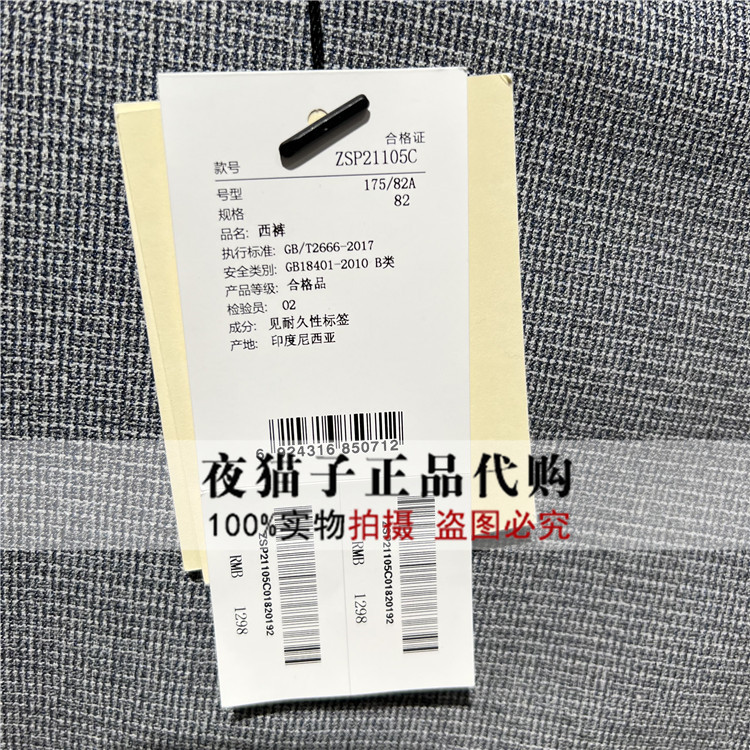 合格证
款号 ZSP21105C
号型 175/82A
规格 82
品名: 西裤
执行标准: GB/T2666-2017
安全类别: GB18401-2010 B类
产品等级: 合格品
检验员: 02
成分: 见耐久性标签
产地: 印度尼西亚
6 924316 850712
夜猫子正品代购
100%实物拍摄 盗图必究
ZSP21105C01820192
RMB 1298
ZSP21105C01820192
RMB 1298